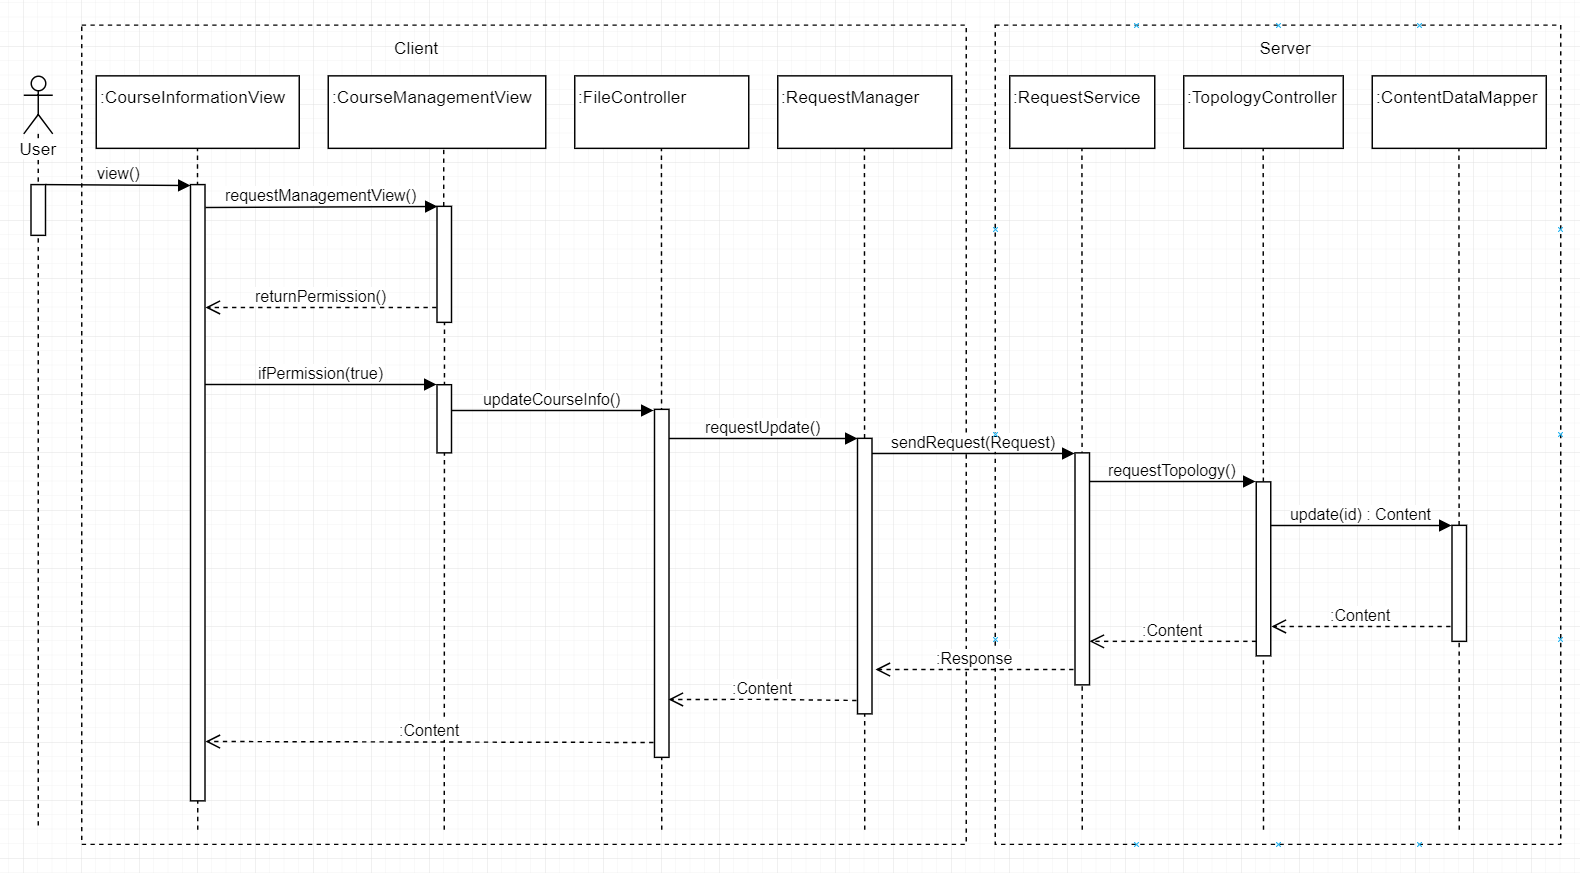 Client
Server
:CourseInformationView
:CourseManagementView
:FileController
:RequestManager
:RequestService
:TopologyController
:ContentDataMapper
User
view()
requestManagementView()
returnPermission()
ifPermission(true)
updateCourseInfo()
requestUpdate()
sendRequest(Request)
requestTopology()
update(id) : Content
:Content
:Content
:Response
:Content
:Content